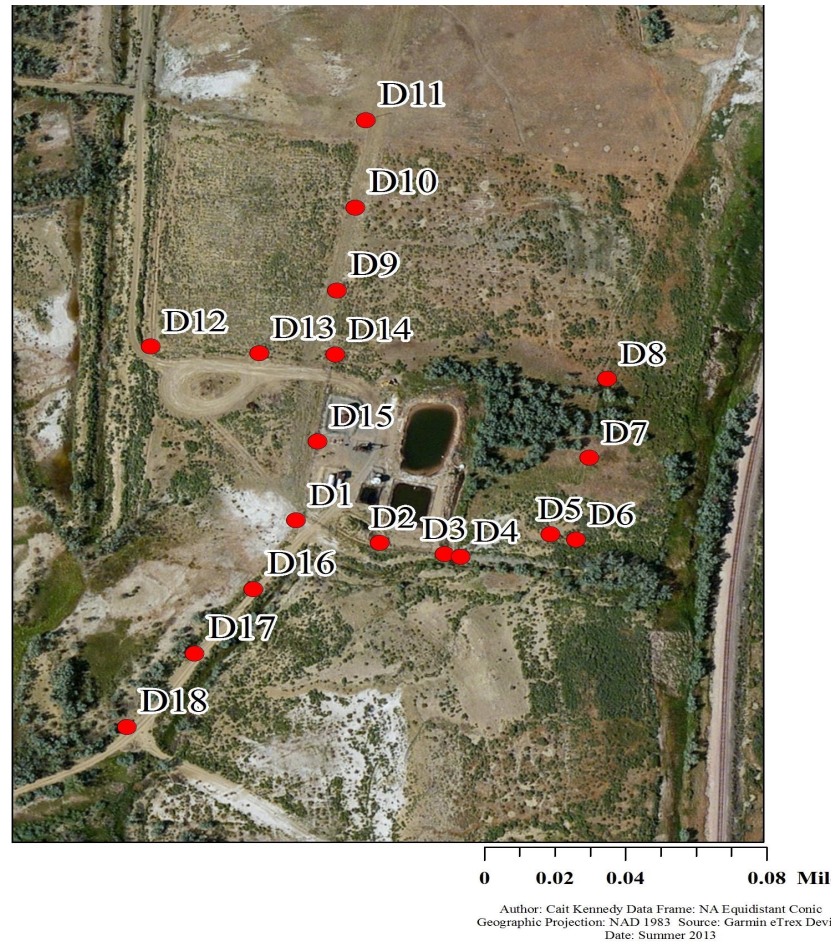 D11
D10
D9
D12 D13 D14
D8
D15
D7
D1
D2 D3 D4 D5 D6
D16
D17
D18
0 0.02 0.04 0.08 Mil
Author: Cait Kennedy Data Frame: NA Equidistant Conic
Geographic Projection: NAD 1983 Source: Garmin eTrex Devi
Date: Summer 2013